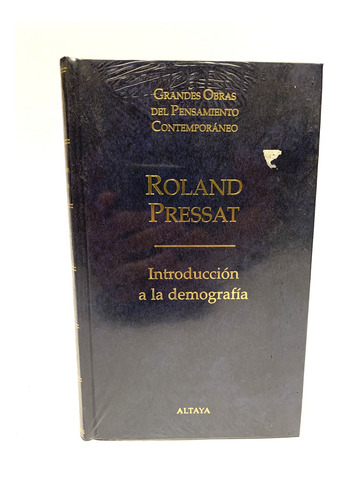 GRANDES OBRAS
DEL PENSAMIENTO
CONTEMPORÁNEO
ROLAND
PRESSAT
Introducción
a la demografía
ALTAYA